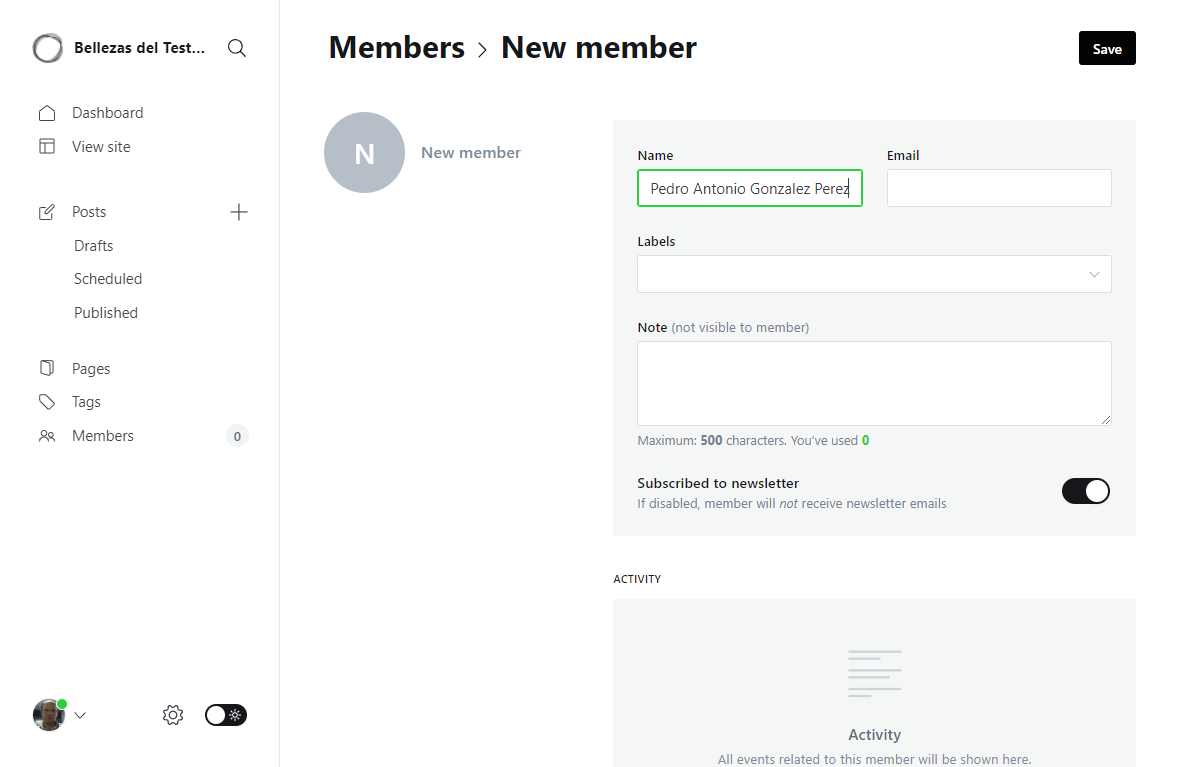 Bellezas del Test...
Dashboard
View site
Posts
Drafts
Scheduled
Published
Pages
Tags
Members 0
Members > New member
Save
N New member
Name
Email
Pedro Antonio Gonzalez Perez
Labels
Note (not visible to member)
Maximum: 500 characters. You've used 0
Subscribed to newsletter
If disabled, member will not receive newsletter emails
ACTIVITY
Activity
All events related to this member will be shown here.